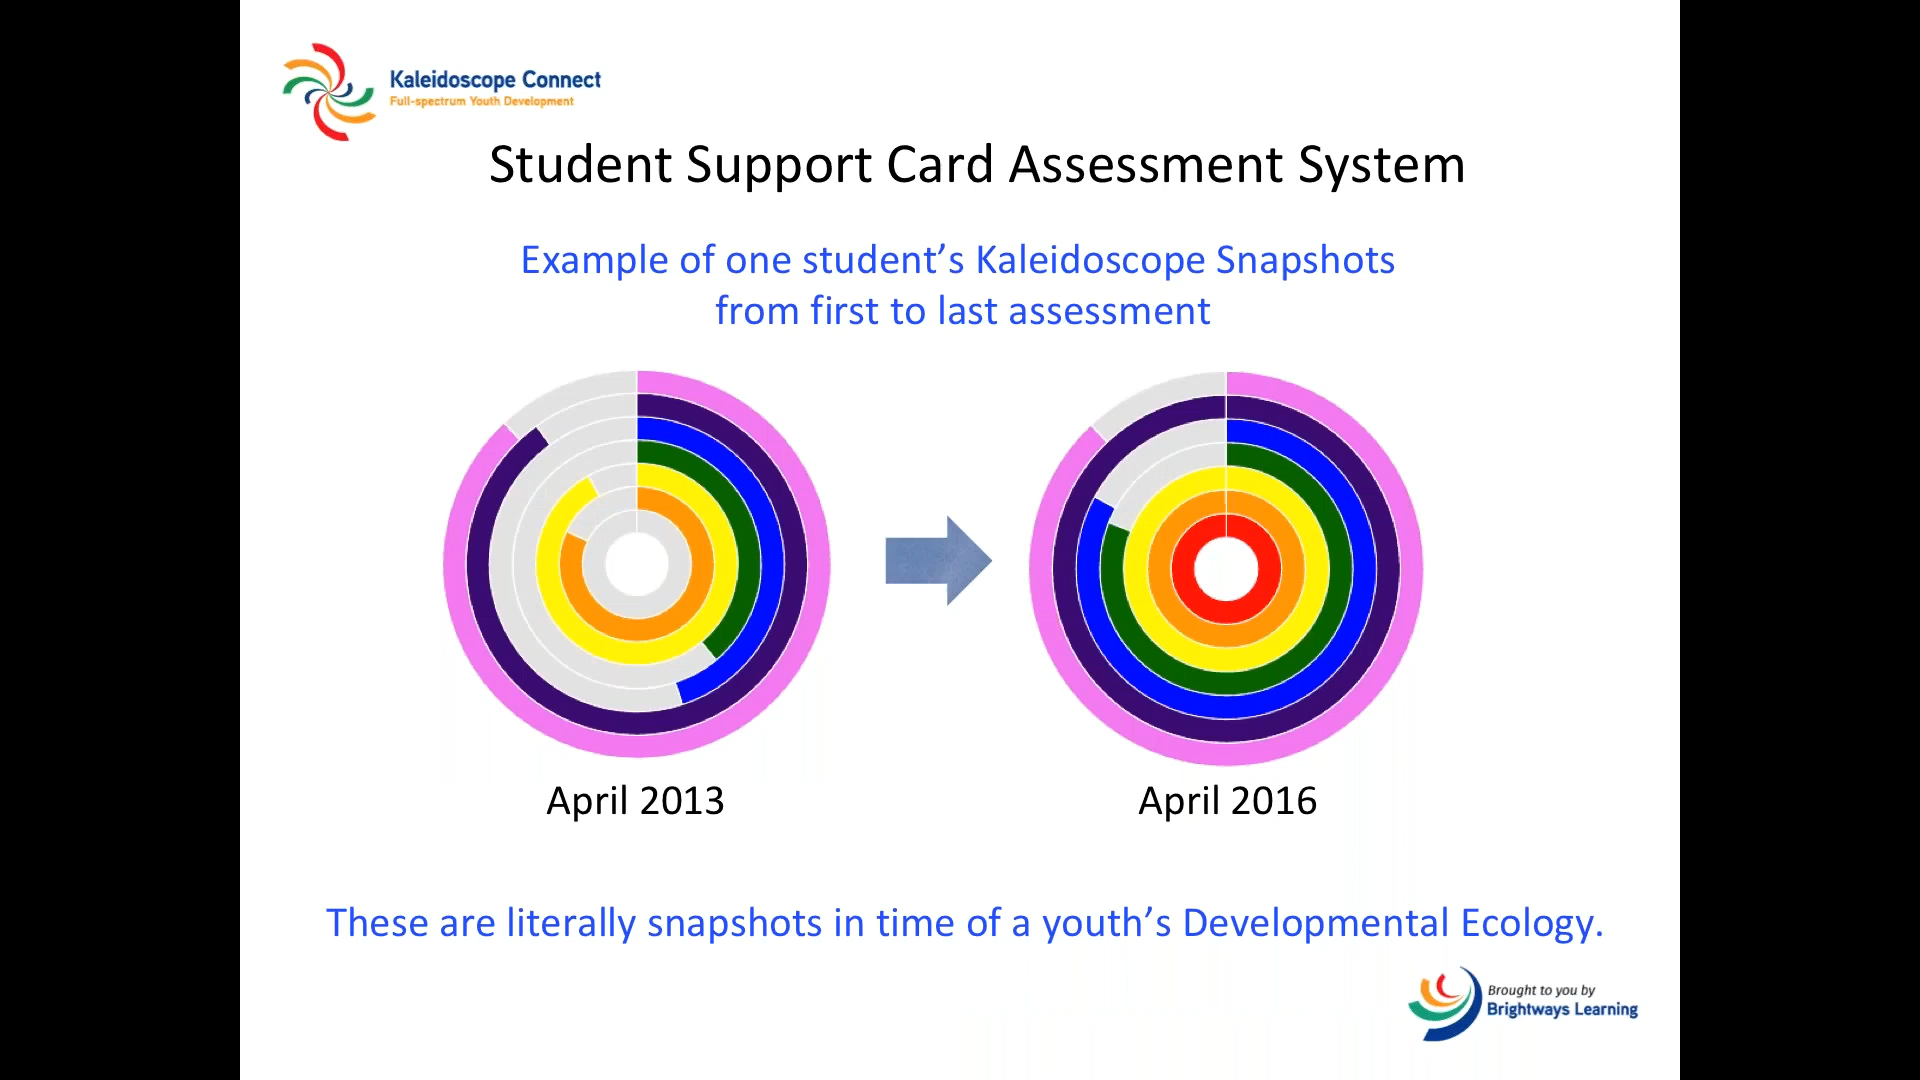 Kaleidoscope Connect
Full-spectrum Youth Development
Student Support Card Assessment System
Example of one student’s Kaleidoscope Snapshots
from first to last assessment
April 2013
April 2016
These are literally snapshots in time of a youth’s Developmental Ecology.
Brought to you by
Brightways Learning